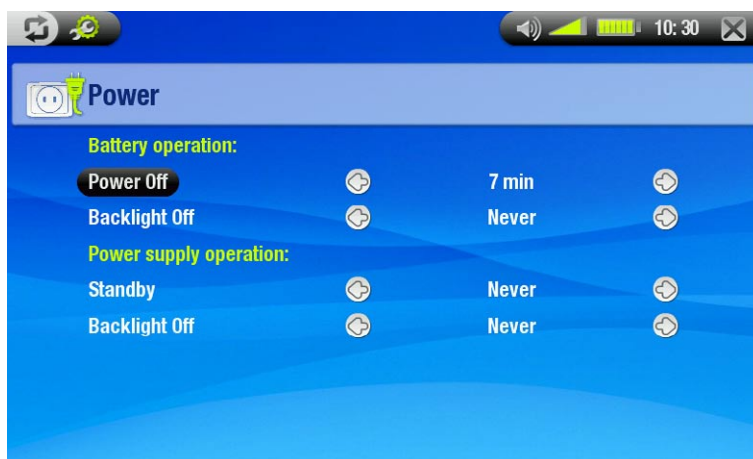 10:30
Power
Battery operation:
Power Off 7 min
Backlight Off Never
Power supply operation:
Standby Never
Backlight Off Never